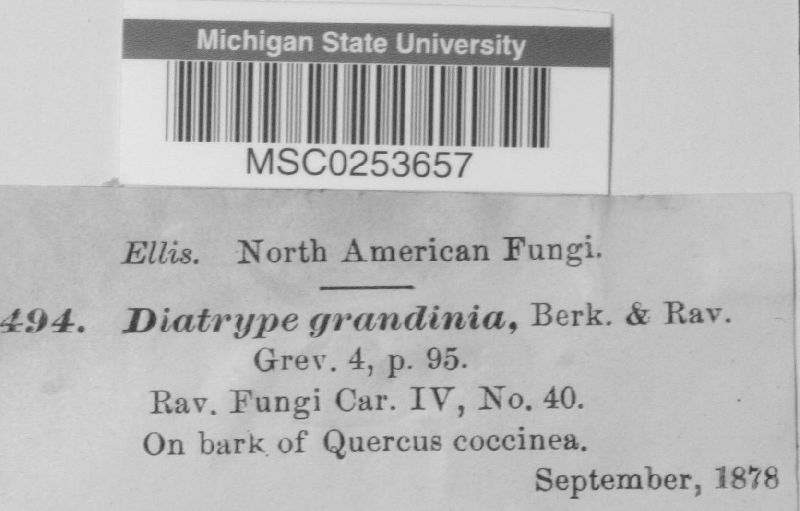 Michigan State University
MSC0253657
Ellis. North American Fungi.
494. Diatrype grandinia, Berk. & Rav.
Grev. 4, p. 95.
Rav. Fungi Car. IV, No. 40.
On bark of Quercus coccinea.
September, 1878